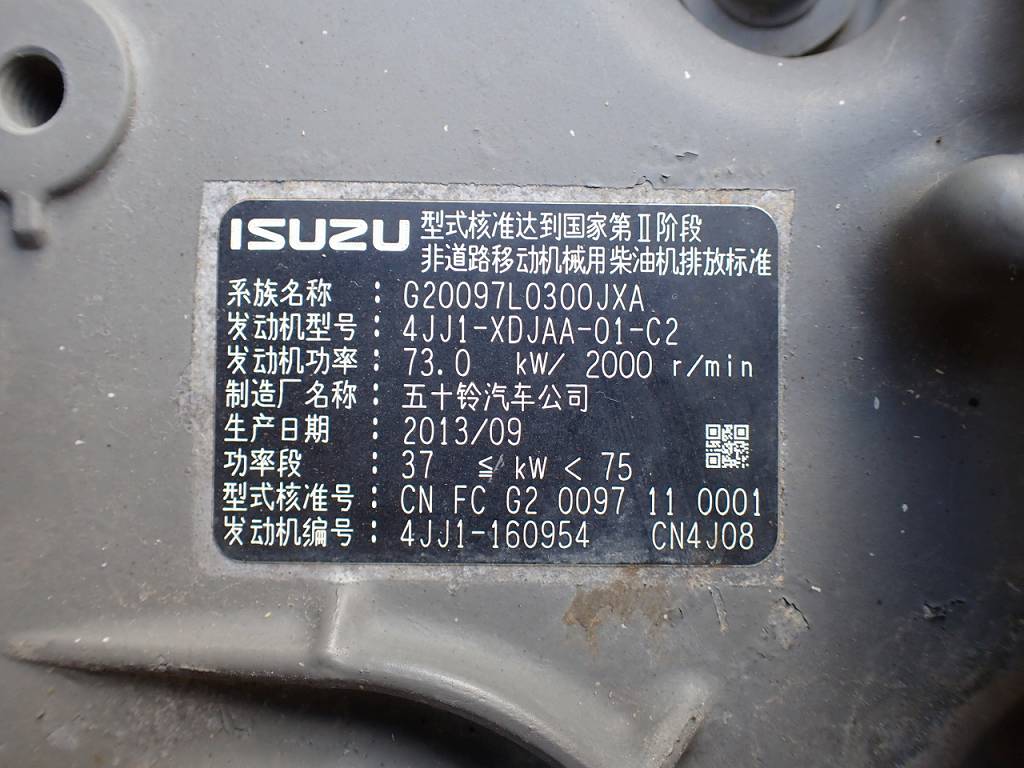 ISUZU 型式核准达到国家第Ⅱ阶段
非道路移动机械用柴油机排放标准
系族名称 : G20097L0300JXA
发动机型号 : 4JJ1-XDJAA-01-C2
发动机功率 : 73.0 kW/ 2000 r/min
制造厂名称 : 五十铃汽车公司
生产日期 : 2013/09
功率段 : 37 ≦ kW < 75
型式核准号 : CN FC G2 0097 11 0001
发动机编号 : 4JJ1-160954 CN4J08